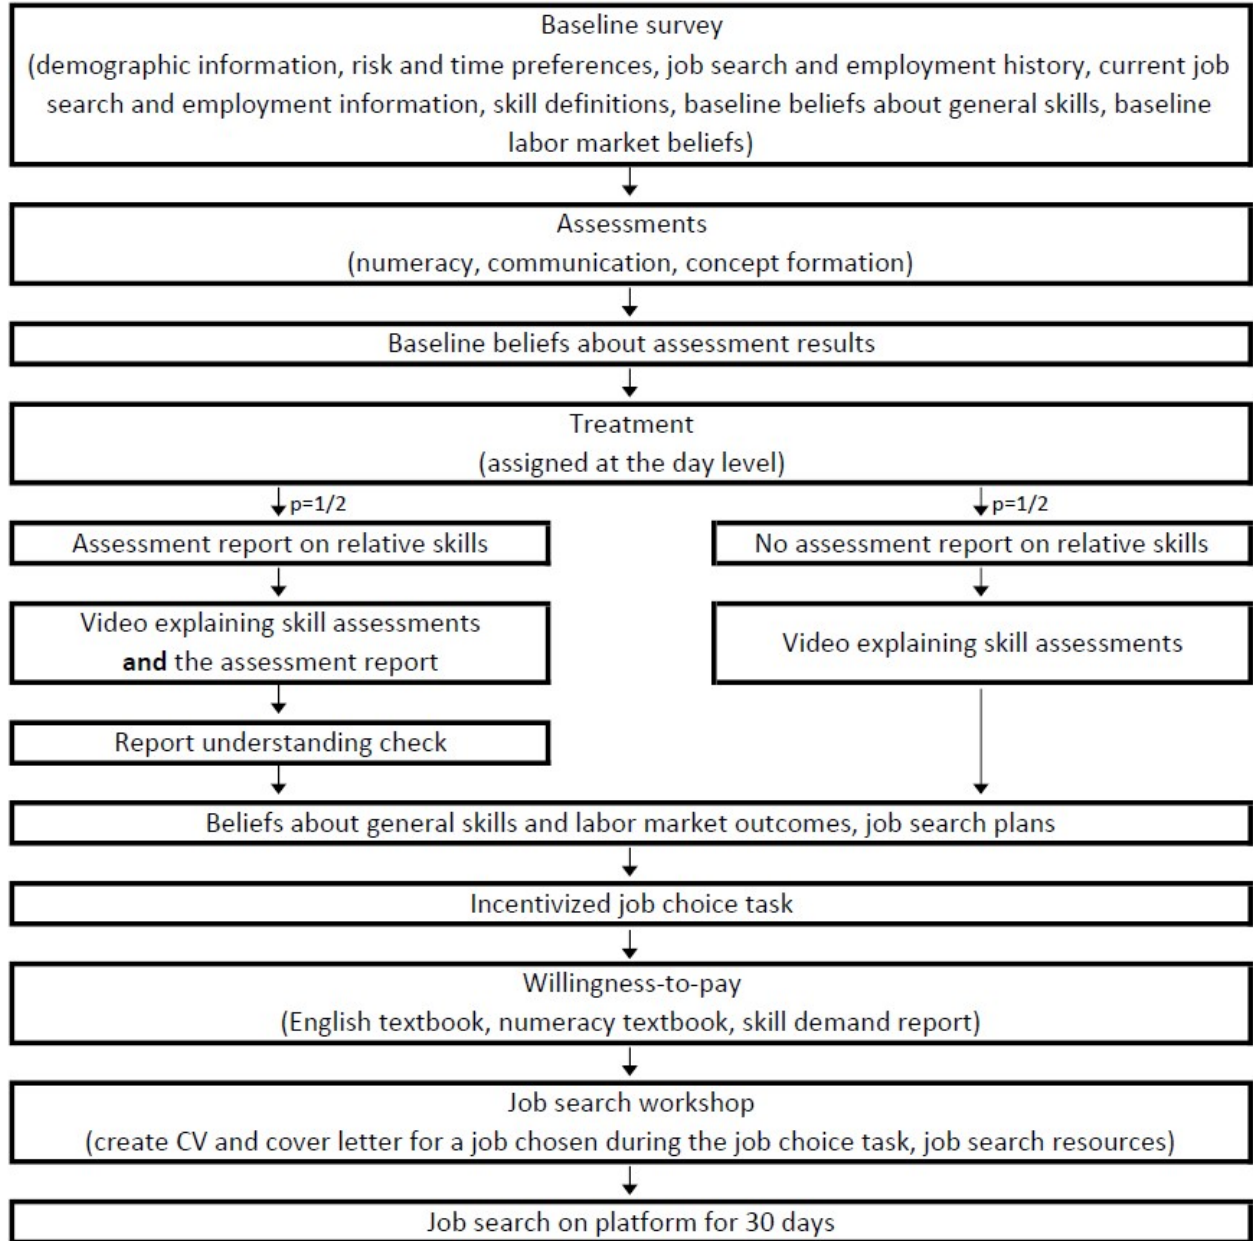 Baseline survey
(demographic information, risk and time preferences, job search and employment history, current job
search and employment information, skill definitions, baseline beliefs about general skills, baseline
labor market beliefs)
Assessments
(numeracy, communication, concept formation)
Baseline beliefs about assessment results
Treatment
(assigned at the day level)
p=1/2
p=1/2
Assessment report on relative skills
No assessment report on relative skills
Video explaining skill assessments
and the assessment report
Video explaining skill assessments
Report understanding check
Beliefs about general skills and labor market outcomes, job search plans
Incentivized job choice task
Willingness-to-pay
(English textbook, numeracy textbook, skill demand report)
Job search workshop
(create CV and cover letter for a job chosen during the job choice task, job search resources)
Job search on platform for 30 days